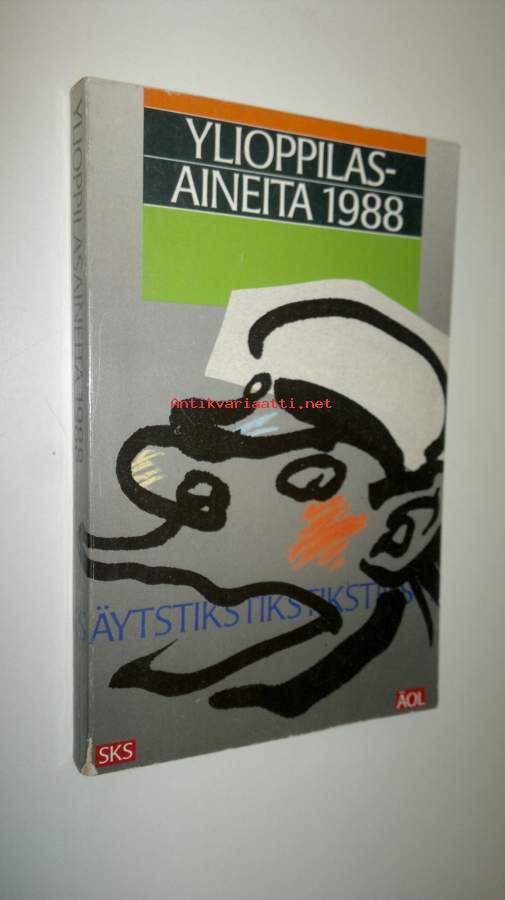 YLIOPPILAS-
AINEITA 1988
YLIOPPILASAINEITA 1988
Antikvariaatti.net
SÄYTSTIKSTIKSTIKSTIKS
ÄOL
SKS